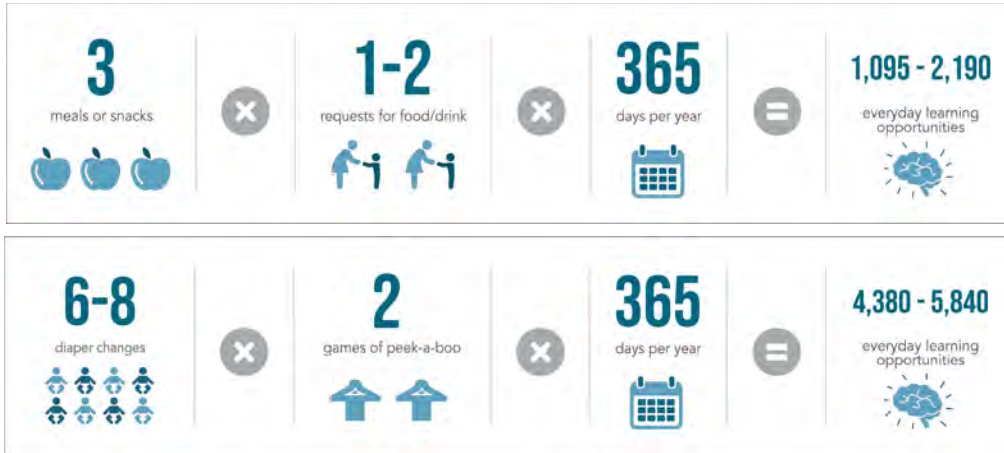 3
meals or snacks
×
1-2
requests for food/drink
×
365
days per year
=
1,095 - 2,190
everyday learning
opportunities
6-8
diaper changes
×
2
games of peek-a-boo
×
365
days per year
=
4,380 - 5,840
everyday learning
opportunities